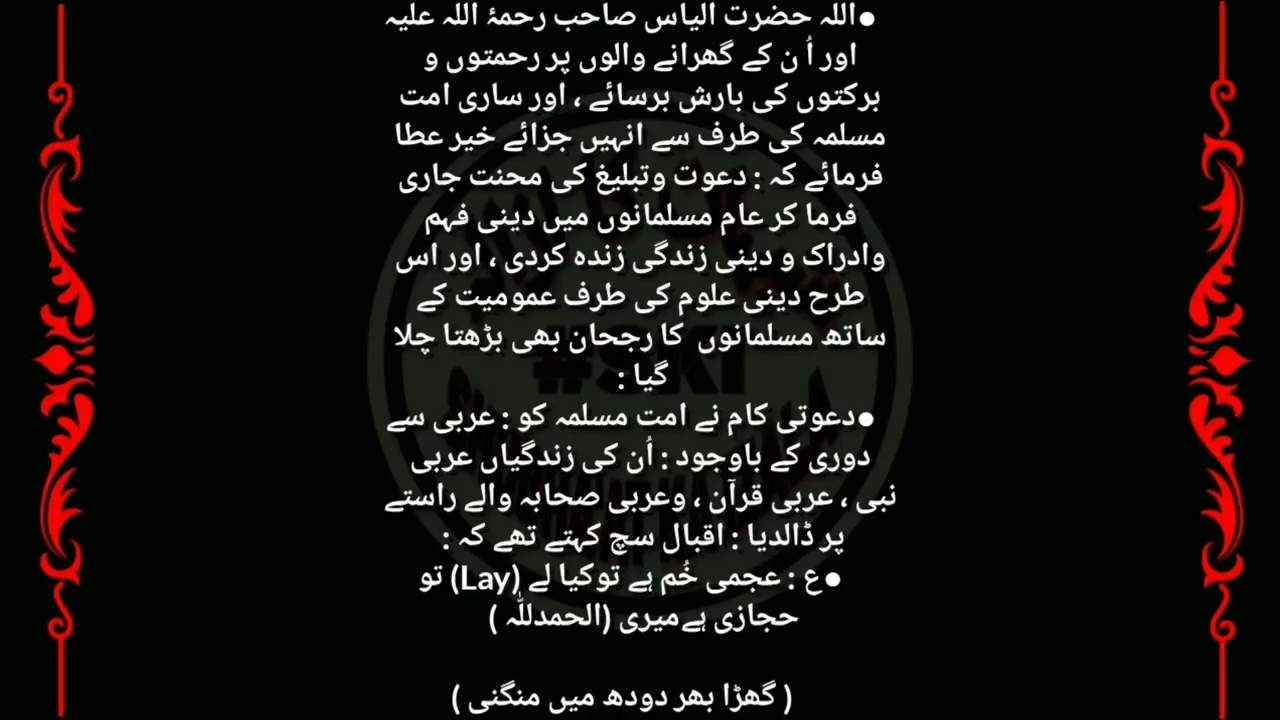 ●اللہ حضرت الیاس صاحب رحمۂ اللہ علیہ
اور اُ ن کے گھرانے والوں پر رحمتوں و
برکتوں کی بارش برسائے ، اور ساری امت
مسلمہ کی طرف سے انہیں جزائے خیر عطا
فرمائے کہ : دعوت وتبلیغ کی محنت جاری
فرما کر عام مسلمانوں میں دینی فہم
وادراک و دینی زندگی زندہ کردی ، اور اس
طرح دینی علوم کی طرف عمومیت کے
ساتھ مسلمانوں کا رجحان بھی بڑھتا چلا
گیا :
●دعوتی کام نے امت مسلمہ کو : عربی سے
دوری کے باوجود : اُن کی زندگیاں عربی
نبی ، عربی قرآن ، وعربی صحابہ والے راستے
پر ڈالدیا : اقبال سچ کہتے تھے کہ :
●ع : عجمی خُم ہے توکیا لے (Lay) تو
حجازی ہےمیری (الحمدللّٰہ )
( گھڑا بھر دودھ میں منگنی )
#SKI